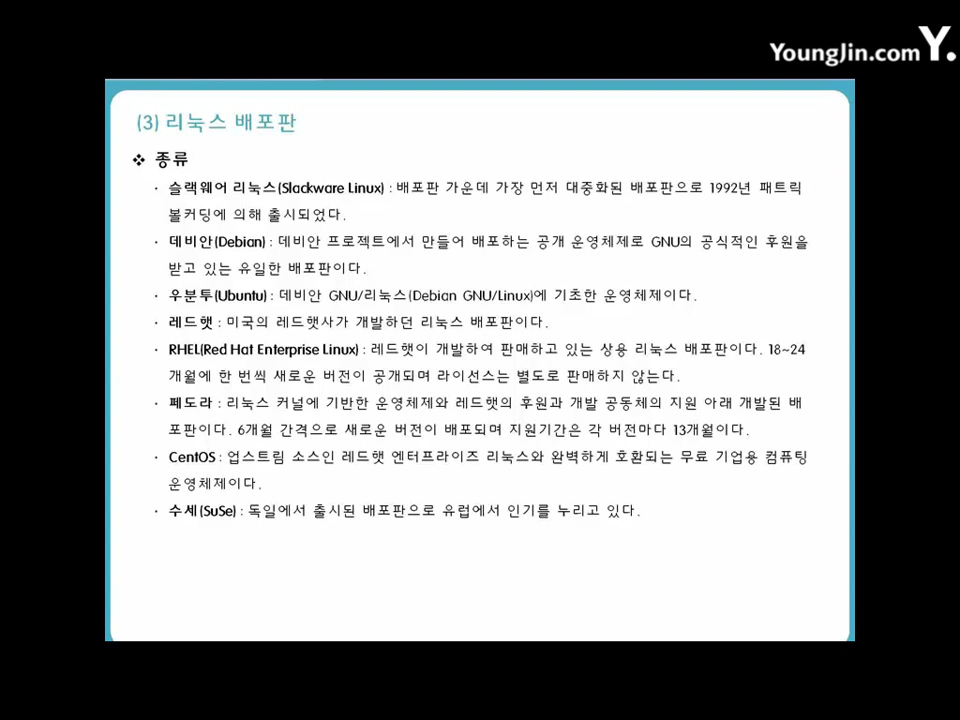 YoungJin.com Y.
(3) 리눅스 배포판
❖ 종류
· 슬랙웨어 리눅스(Slackware Linux) : 배포판 가운데 가장 먼저 대중화된 배포판으로 1992년 패트릭
볼커딩에 의해 출시되었다.
· 데비안(Debian) : 데비안 프로젝트에서 만들어 배포하는 공개 운영체제로 GNU의 공식적인 후원을
받고 있는 유일한 배포판이다.
· 우분투(Ubuntu) : 데비안 GNU/리눅스(Debian GNU/Linux)에 기초한 운영체제이다.
· 레드햇 : 미국의 레드햇사가 개발하던 리눅스 배포판이다.
· RHEL(Red Hat Enterprise Linux) : 레드햇이 개발하여 판매하고 있는 상용 리눅스 배포판이다. 18~24
개월에 한 번씩 새로운 버전이 공개되며 라이선스는 별도로 판매하지 않는다.
· 페도라 : 리눅스 커널에 기반한 운영체제와 레드햇의 후원과 개발 공동체의 지원 아래 개발된 배
포판이다. 6개월 간격으로 새로운 버전이 배포되며 지원기간은 각 버전마다 13개월이다.
· CentOS : 업스트림 소스인 레드햇 엔터프라이즈 리눅스와 완벽하게 호환되는 무료 기업용 컴퓨팅
운영체제이다.
· 수세(SuSe) : 독일에서 출시된 배포판으로 유럽에서 인기를 누리고 있다.